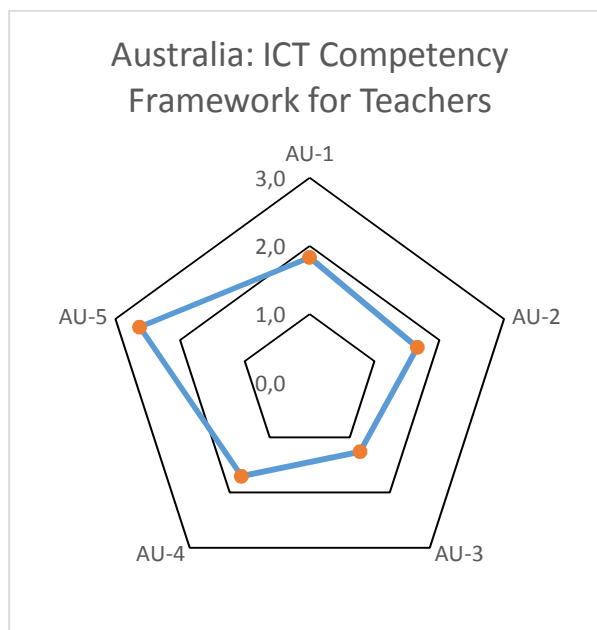 Australia: ICT Competency
Framework for Teachers
AU-1
3,0
2,0
AU-5
1,0
AU-2
0,0
AU-4
AU-3